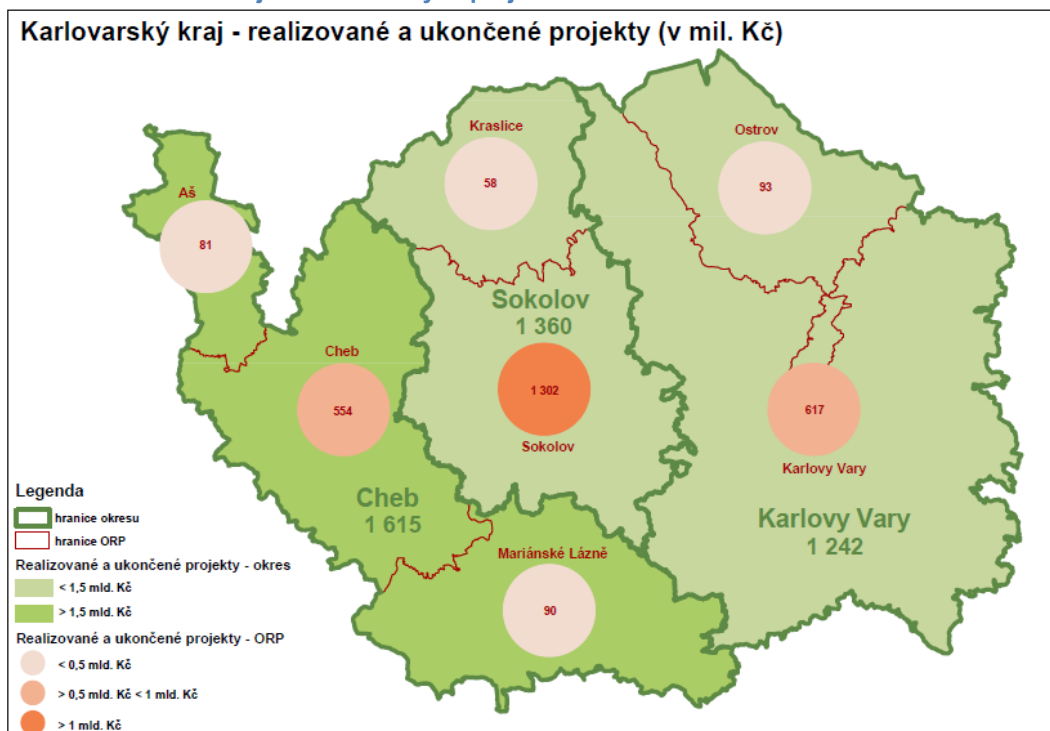 Karlovarský kraj - realizované a ukončené projekty (v mil. Kč)
Kraslice
58
Ostrov
93
Aš
81
Sokolov
1 360
Cheb
554
1 302
Sokolov
617
Karlovy Vary
Cheb
1 615
Karlovy Vary
1 242
Mariánské Lázně
90
Legenda
hranice okresu
hranice ORP
Realizované a ukončené projekty - okres
< 1,5 mld. Kč
> 1,5 mld. Kč
Realizované a ukončené projekty - ORP
< 0,5 mld. Kč
> 0,5 mld. Kč < 1 mld. Kč
> 1 mld. Kč